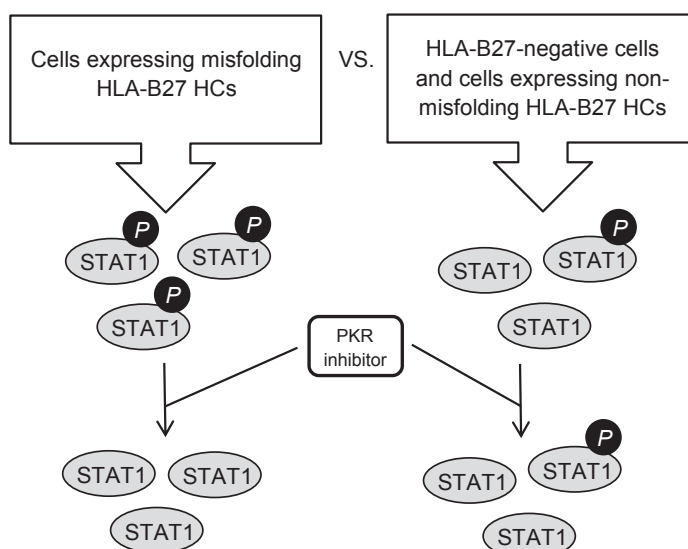 Cells expressing misfolding
HLA-B27 HCs
VS.
HLA-B27-negative cells
and cells expressing non-
misfolding HLA-B27 HCs
P
STAT1
P
STAT1
P
STAT1
STAT1
P
STAT1
STAT1
PKR
inhibitor
STAT1
STAT1
STAT1
STAT1
P
STAT1
STAT1